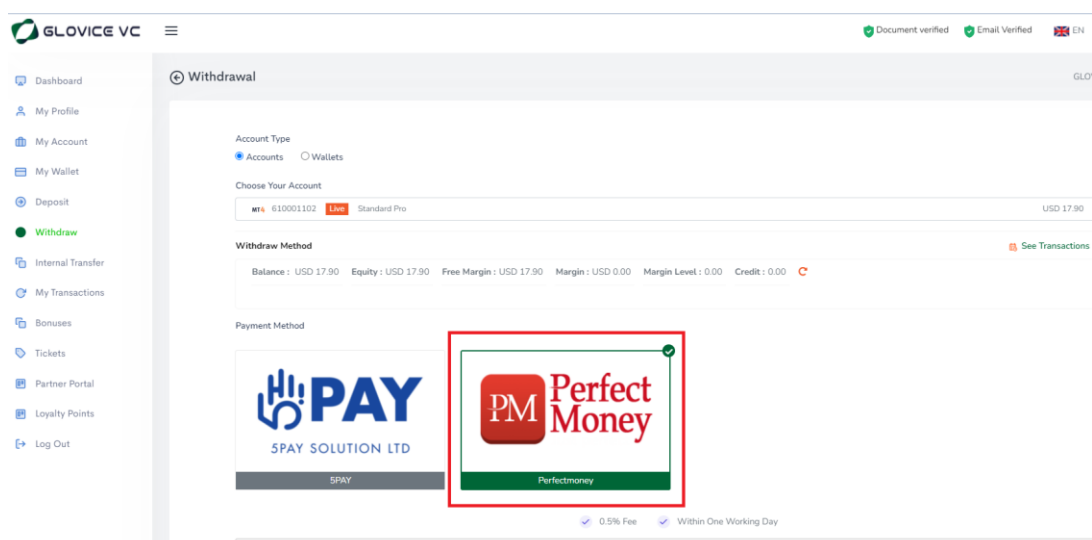 GLOVICE VC
Document verified Email Verified EN
Dashboard
My Profile
My Account
My Wallet
Deposit
Withdraw
Internal Transfer
My Transactions
Bonuses
Tickets
Partner Portal
Loyalty Points
Log Out
Withdrawal
Account Type
Accounts Wallets
Choose Your Account
MT4 610001102 Live Standard Pro USD 17.90
Withdraw Method See Transactions
Balance : USD 17.90 Equity : USD 17.90 Free Margin : USD 17.90 Margin : USD 0.00 Margin Level : 0.00 Credit : 0.00
Payment Method
PAY
5PAY SOLUTION LTD
5PAY
PM Perfect
Money
Perfectmoney
0.5% Fee Within One Working Day